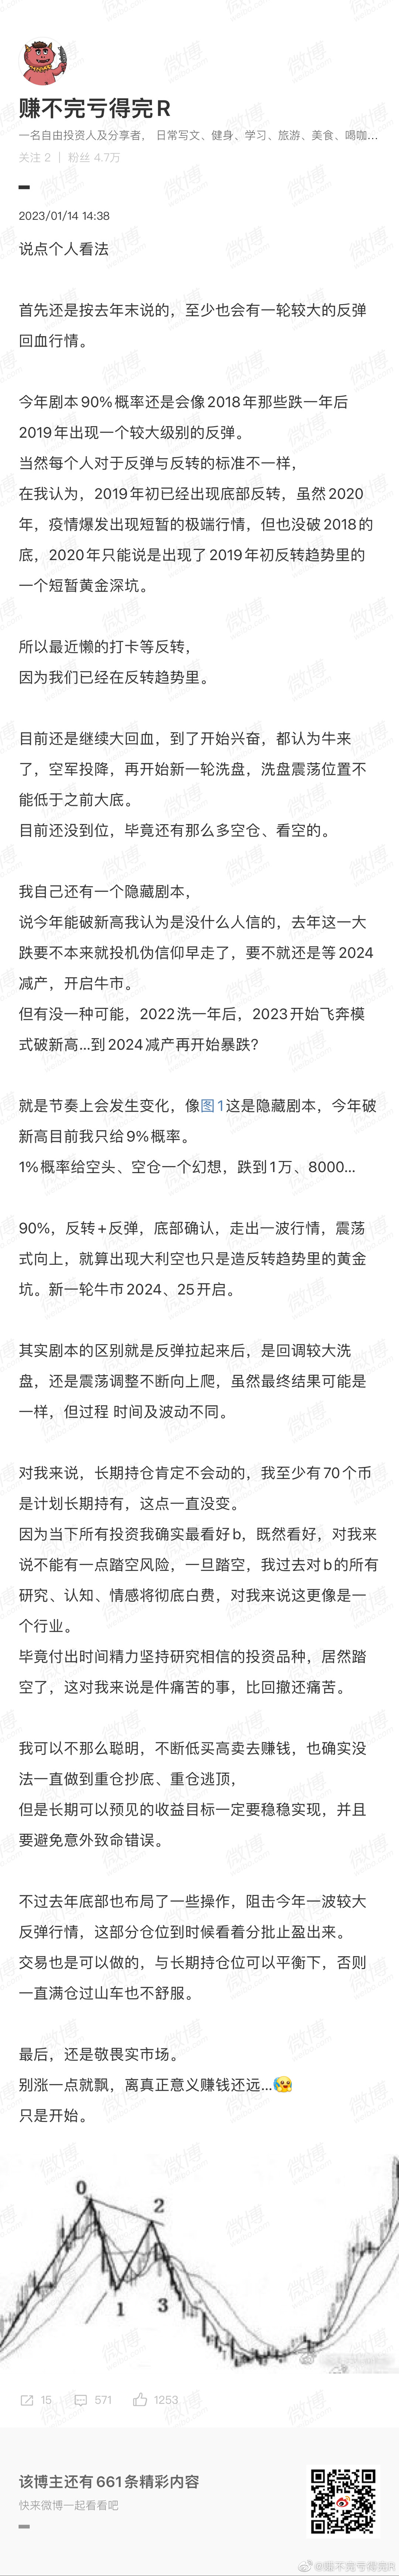 赚不完亏得完R
一名自由投资人及分享者， 日常写文、健身、学习、旅游、美食、喝咖...
关注 2 | 粉丝 4.7万
2023/01/14 14:38
说点个人看法
首先还是按去年末说的，至少也会有一轮较大的反弹
回血行情。
今年剧本90%概率还是会像2018年那些跌一年后
2019年出现一个较大级别的反弹。
当然每个人对于反弹与反转的标准不一样，
在我认为，2019年初已经出现底部反转，虽然2020
年，疫情爆发出现短暂的极端行情，但也没破2018的
底，2020年只能说是出现了2019年初反转趋势里的
一个短暂黄金深坑。
所以最近懒的打卡等反转，
因为我们已经在反转趋势里。
目前还是继续大回血，到了开始兴奋，都认为牛来
了，空军投降，再开始新一轮洗盘，洗盘震荡位置不
能低于之前大底。
目前还没到位，毕竟还有那么多空仓、看空的。
我自己还有一个隐藏剧本，
说今年能破新高我认为是没什么人信的，去年这一大
跌要不本来就投机伪信仰早走了，要不就还是等2024
减产，开启牛市。
但有没一种可能，2022洗一年后，2023开始飞奔模
式破新高...到2024减产再开始暴跌?
就是节奏上会发生变化，像图1这是隐藏剧本，今年破
新高目前我只给9%概率。
1%概率给空头、空仓一个幻想，跌到1万、8000...
90%，反转+反弹，底部确认，走出一波行情，震荡
式向上，就算出现大利空也只是造反转趋势里的黄金
坑。新一轮牛市2024、25开启。
其实剧本的区别就是反弹拉起来后，是回调较大洗
盘，还是震荡调整不断向上爬，虽然最终结果可能是
一样，但过程 时间及波动不同。
对我来说，长期持仓肯定不会动的，我至少有70个币
是计划长期持有，这点一直没变。
因为当下所有投资我确实最看好b，既然看好，对我来
说不能有一点踏空风险，一旦踏空，我过去对b的所有
研究、认知、情感将彻底白费，对我来说这更像是一
个行业。
毕竟付出时间精力坚持研究相信的投资品种，居然踏
空了，这对我来说是件痛苦的事，比回撤还痛苦。
我可以不那么聪明，不断低买高卖去赚钱，也确实没
法一直做到重仓抄底、重仓逃顶，
但是长期可以预见的收益目标一定要稳稳实现，并且
要避免意外致命错误。
不过去年底部也布局了一些操作，阻击今年一波较大
反弹行情，这部分仓位到时候看着分批止盈出来。
交易也是可以做的，与长期持仓位可以平衡下，否则
一直满仓过山车也不舒服。
最后，还是敬畏实市场。
别涨一点就飘，离真正意义赚钱还远...
只是开始。
0
2
1
3
15 571 1253
该博主还有661条精彩内容
快来微博一起看看吧
@赚不完亏得完R